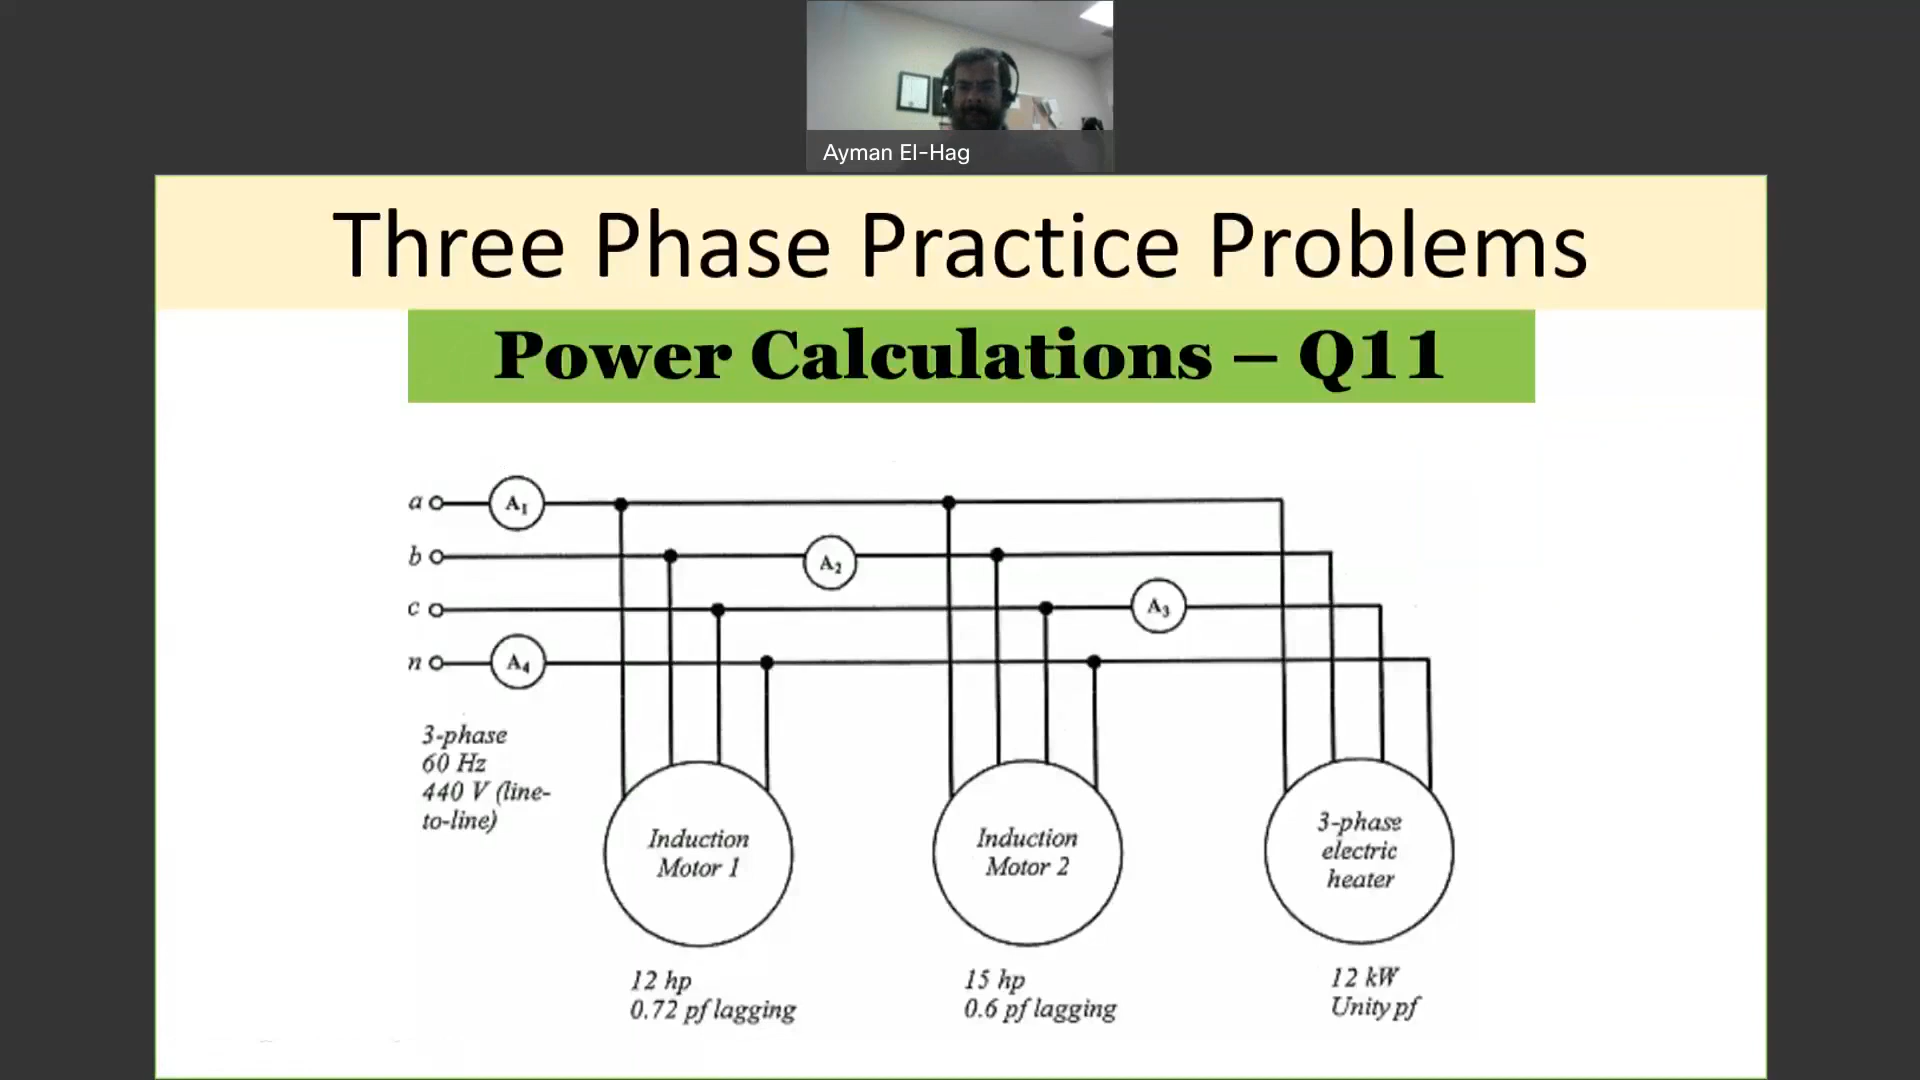 Ayman El-Hag
Three Phase Practice Problems
Power Calculations – Q11
a A₁
b A₂
c A₃
n A₄
3-phase
60 Hz
440 V (line-
to-line)
Induction
Motor 1
12 hp
0.72 pf lagging
Induction
Motor 2
15 hp
0.6 pf lagging
3-phase
electric
heater
12 kW
Unity pf